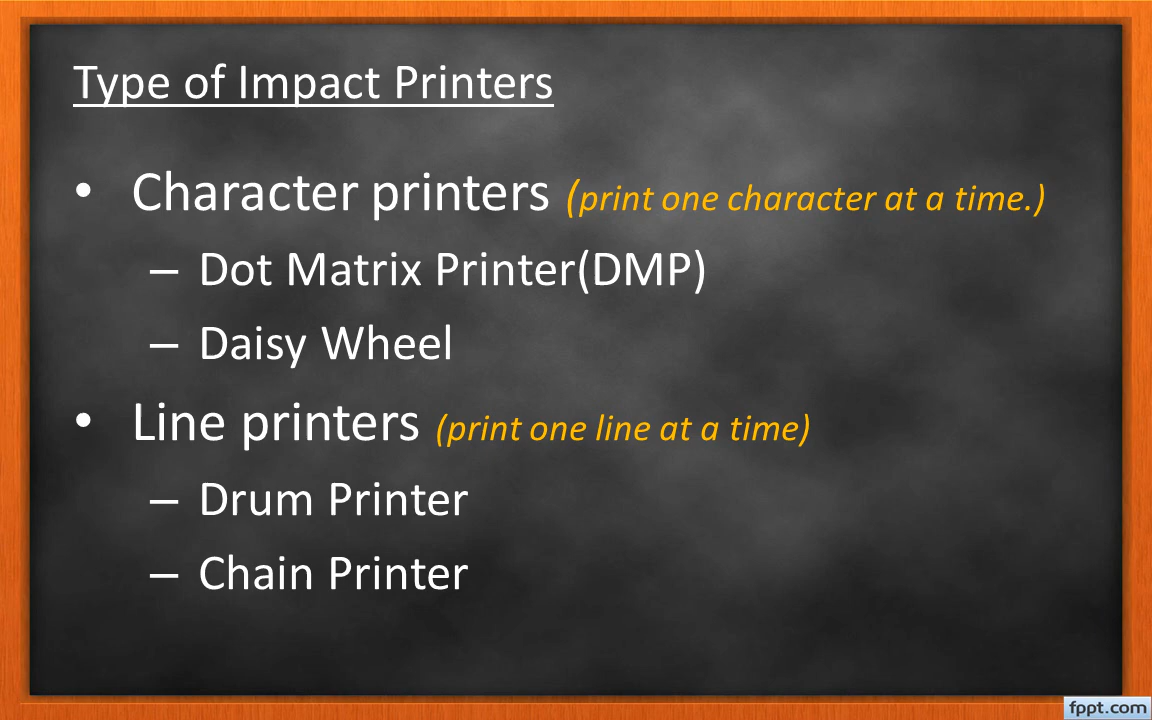 Type of Impact Printers
• Character printers (print one character at a time.)
– Dot Matrix Printer(DMP)
– Daisy Wheel
• Line printers (print one line at a time)
– Drum Printer
– Chain Printer
fppt.com